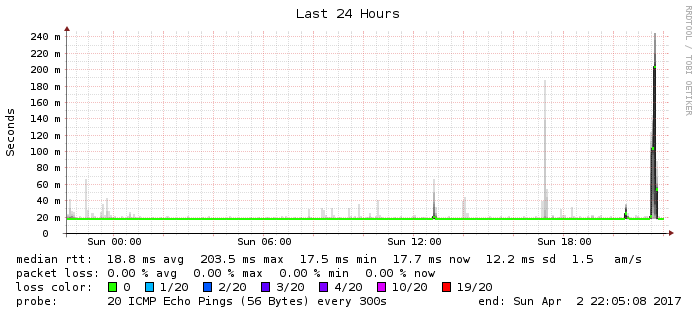 Last 24 Hours
RRDTOOL / TOBI OETIKER
Seconds
240 m
220 m
200 m
180 m
160 m
140 m
120 m
100 m
80 m
60 m
40 m
20 m
0
Sun 00:00 Sun 06:00 Sun 12:00 Sun 18:00
median rtt: 18.8 ms avg 203.5 ms max 17.5 ms min 17.7 ms now 12.2 ms sd 1.5 am/s
packet loss: 0.00 % avg 0.00 % max 0.00 % min 0.00 % now
loss color: 0 1/20 2/20 3/20 4/20 10/20 19/20
probe: 20 ICMP Echo Pings (56 Bytes) every 300s end: Sun Apr 2 22:05:08 2017